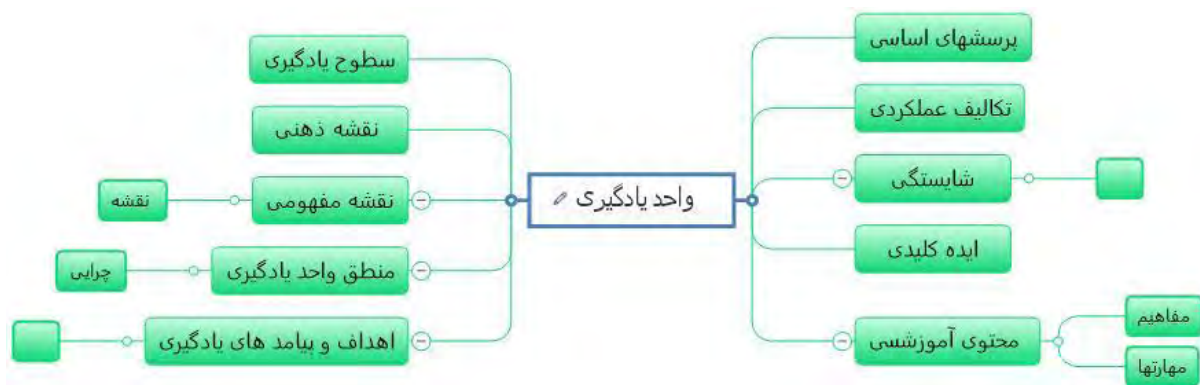 واحد یادگیری
پرسشهای اساسی
تکالیف عملکردی
شایستگی
ایده کلیدی
محتوی آموزشسی
مفاهیم
مهارتها
سطوح یادگیری
نقشه ذهنی
نقشه مفهومی
نقشه
منطق واحد یادگیری
چرایی
اهداف و پیامد های یادگیری